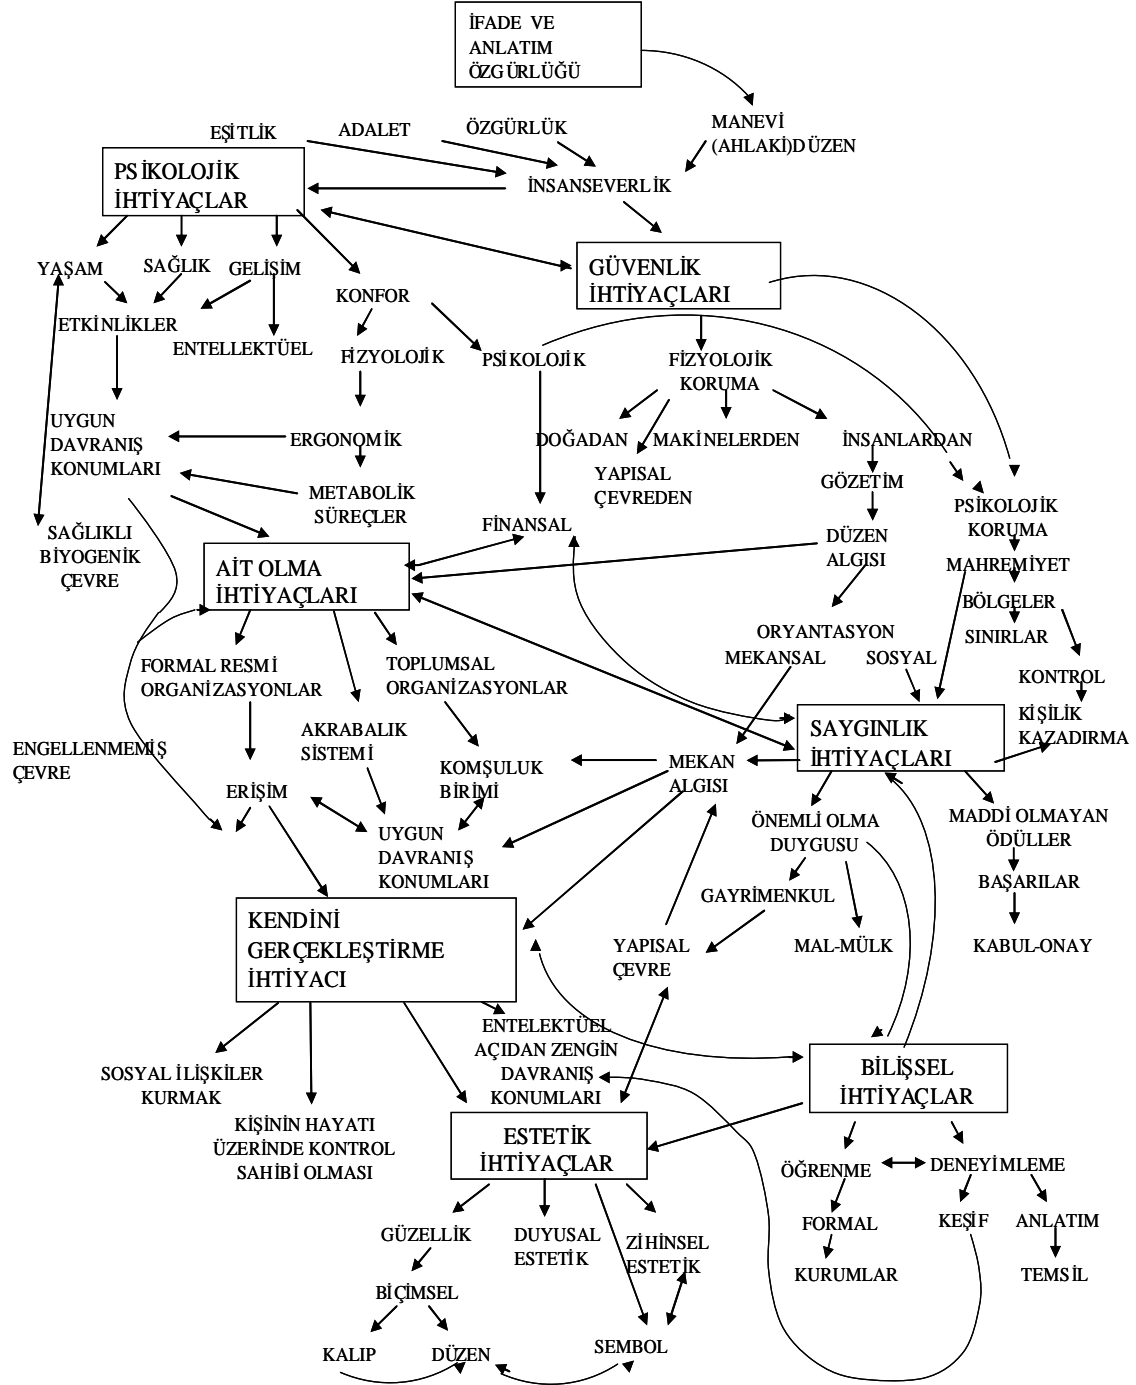 İFADE VE
ANLATIM
ÖZGÜRLÜĞÜ
EŞİTLİK
ADALET
ÖZGÜRLÜK
MANEVİ
(AHLAKİ)DÜZEN
PSİKOLOJİK
İHTİYAÇLAR
İNSANSEVERLİK
YAŞAM
SAĞLIK
GELİŞİM
KONFOR
GÜVENLİK
İHTİYAÇLARI
ETKİNLİKLER
ENTELLEKTÜEL
FİZYOLOJİK
PSİKOLOJİK
FİZYOLOJİK
KORUMA
UYGUN
DAVRANIŞ
KONUMLARI
ERGONOMİK
DOĞADAN
MAKİNELERDEN
İNSANLARDAN
YAPISAL
ÇEVREDEN
GÖZETİM
METABOLİK
SÜREÇLER
PSİKOLOJİK
KORUMA
SAĞLIKLI
BİYOGENİK
ÇEVRE
FİNANSAL
DÜZEN
ALGISI
MAHREMİYET
AİT OLMA
İHTİYAÇLARI
BÖLGELER
SINIRLAR
ORYANTASYON
MEKANSAL
SOSYAL
FORMAL RESMİ
ORGANİZASYONLAR
TOPLUMSAL
ORGANİZASYONLAR
KONTROL
KİŞİLİK
KAZADIRMA
AKRABALIK
SİSTEMİ
SAYGINLIK
İHTİYAÇLARI
ENGELLENMEMİŞ
ÇEVRE
KOMŞULUK
BİRİMİ
MEKAN
ALGISI
ERİŞİM
UYGUN
DAVRANIŞ
KONUMLARI
ÖNEMLİ OLMA
DUYGUSU
MADDİ OLMAYAN
ÖDÜLLER
BAŞARILAR
GAYRİMENKUL
KENDİNİ
GERÇEKLEŞTİRME
İHTİYACI
YAPISAL
ÇEVRE
MAL-MÜLK
KABUL-ONAY
ENTELEKTÜEL
AÇIDAN ZENGİN
DAVRANIŞ
KONUMLARI
SOSYAL İLİŞKİLER
KURMAK
BİLİŞSEL
İHTİYAÇLAR
KİŞİNİN HAYATI
ÜZERİNDE KONTROL
SAHİBİ OLMASI
ESTETİK
İHTİYAÇLAR
ÖĞRENME
DENEYİMLEME
GÜZELLİK
DUYUSAL
ESTETİK
ZİHİNSEL
ESTETİK
FORMAL
KEŞİF
ANLATIM
KURUMLAR
TEMSİL
BİÇİMSEL
KALIP
DÜZEN
SEMBOL